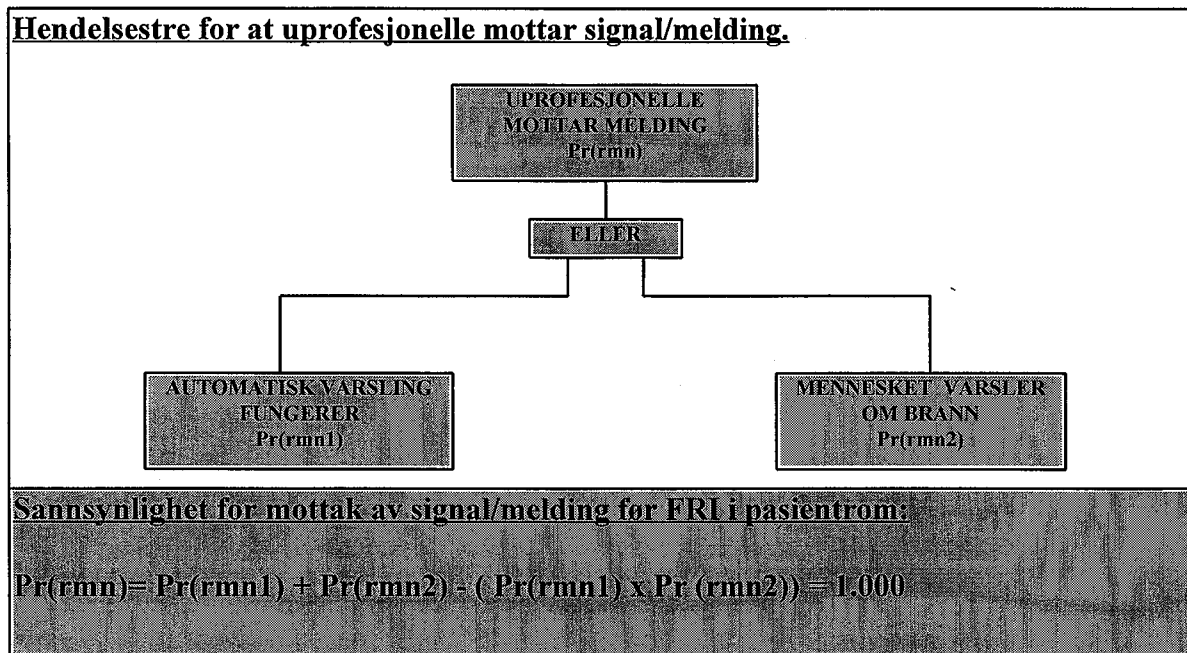 Hendelsestre for at uprofesjonelle mottar signal/melding.
UPROFESJONELLE
MOTTAR MELDING
Pr(rmn)
ELLER
AUTOMATISK VARSLING
FUNGERER
Pr(rmn1)
MENNESKET VARSLER
OM BRANN
Pr(rmn2)
Sannsynlighet for mottak av signal/melding før FRI i pasientrom:
Pr(rmn)= Pr(rmn1) + Pr(rmn2) - ( Pr(rmn1) x Pr (rmn2)) = 1.000